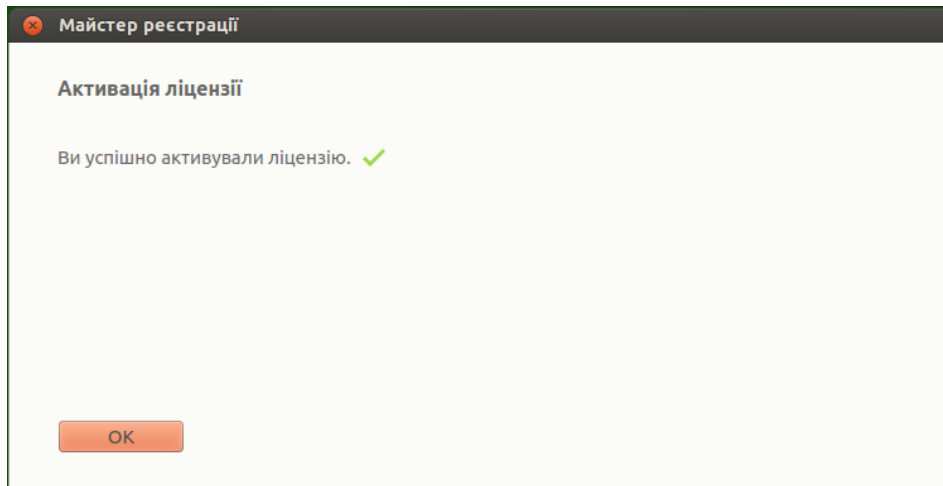 Майстер реєстрації
Активація ліцензії
Ви успішно активували ліцензію.
OK